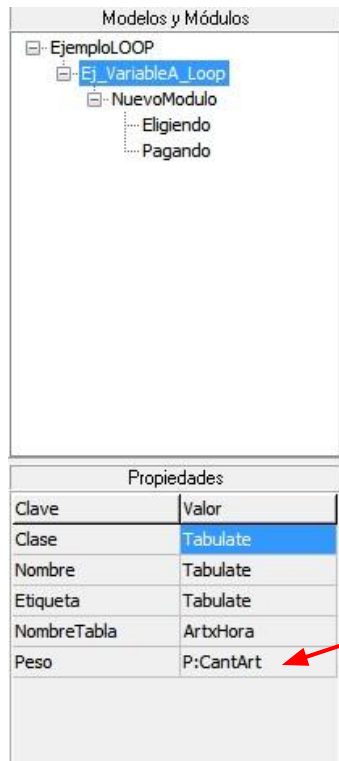 Modelos y Módulos
EjemploLOOP
Ej_VariableA_Loop
NuevoModulo
Eligiendo
Pagando
Propiedades
Clave Valor
Clase Tabulate
Nombre Tabulate
Etiqueta Tabulate
NombreTabla ArtxHora
Peso P:CantArt